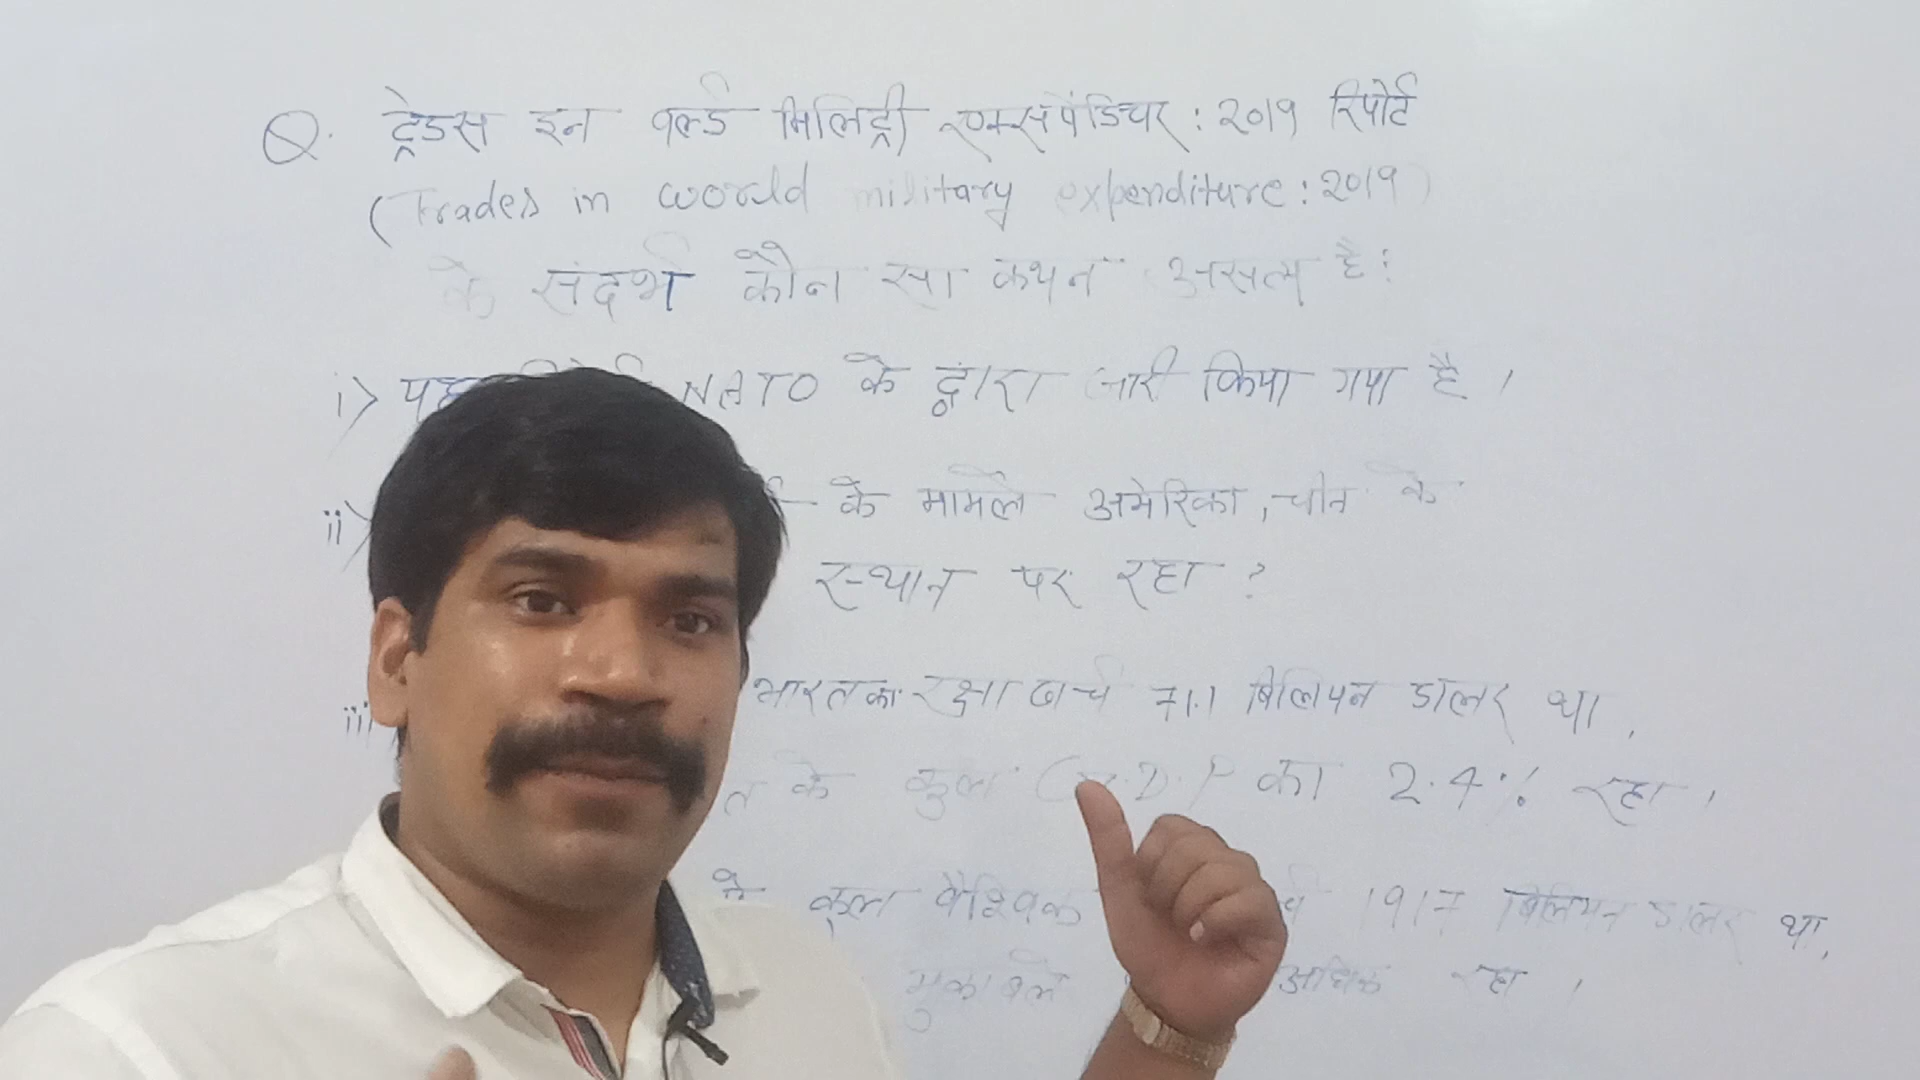 Q. ट्रेडस इन वर्ल्ड मिलिट्री एक्सपेंडिचर : 2019 रिपोर्ट
(Trades in world military expenditure : 2019)
के संदर्भ कौन सा कथन असत्य है :
i) यह NATO के द्वारा जारी किया गया है ।
ii) के मामले अमेरिका, चीन के
स्थान पर रहा ?
iii भारत का रक्षा खर्च 71.1 बिलियन डॉलर था ,
के कुल G.D.P का 2.4% रहा ।
में कुल वैश्विक 1917 बिलियन डालर था,
मुकाबले अधिक रहा ।